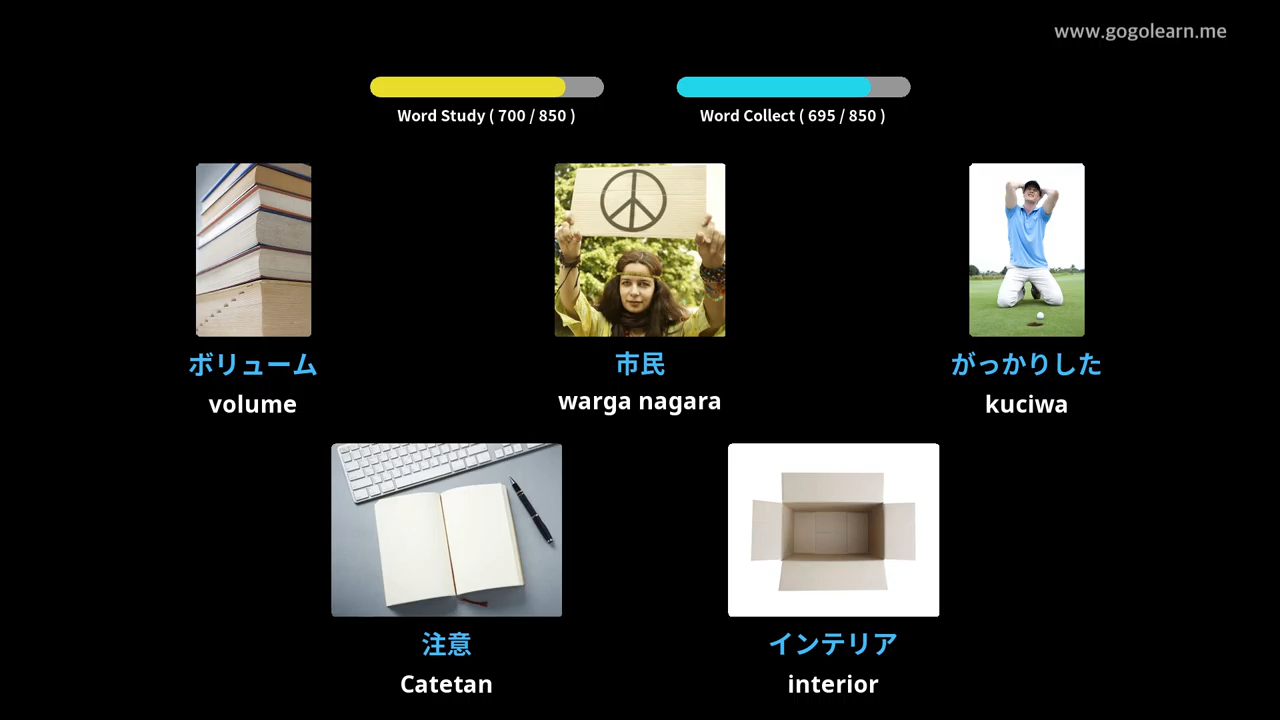 www.gogolearn.me
Word Study ( 700 / 850 )
Word Collect ( 695 / 850 )
ボリューム
volume
市民
warga nagara
がっかりした
kuciwa
注意
Catetan
インテリア
interior